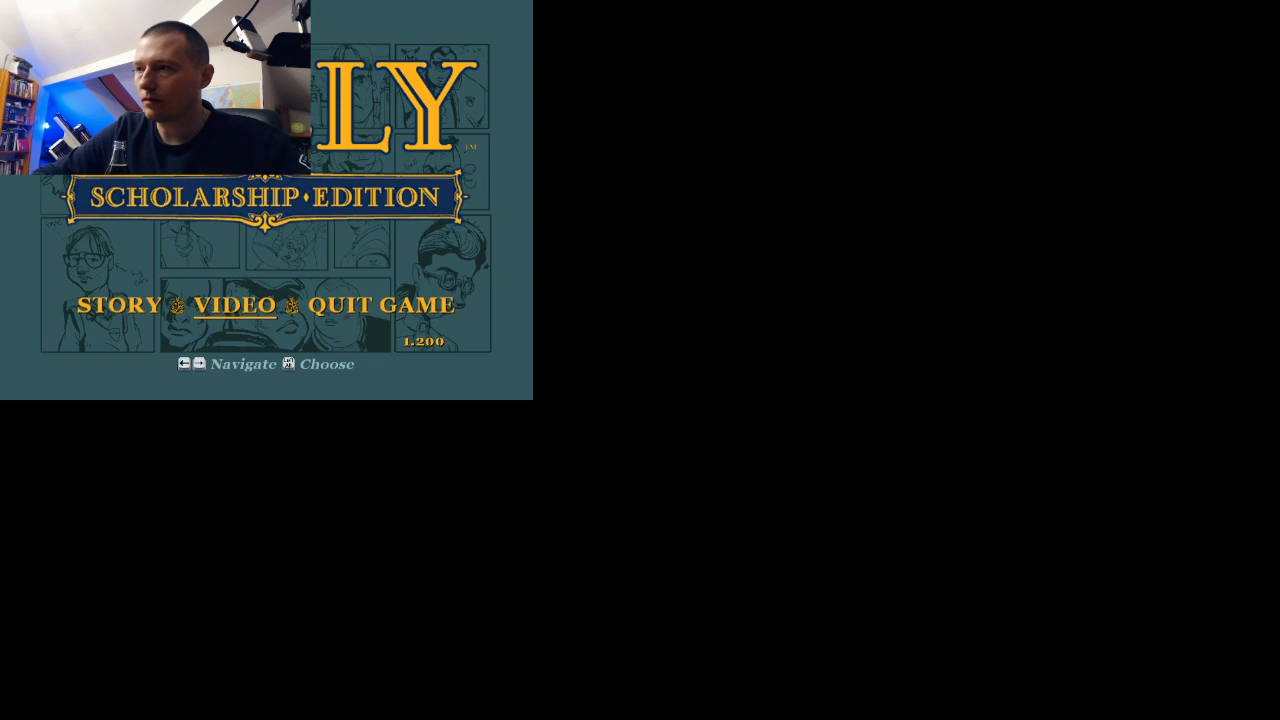 LY
TM
SCHOLARSHIP·EDITION
STORY VIDEO QUIT GAME
1.200
Navigate Choose